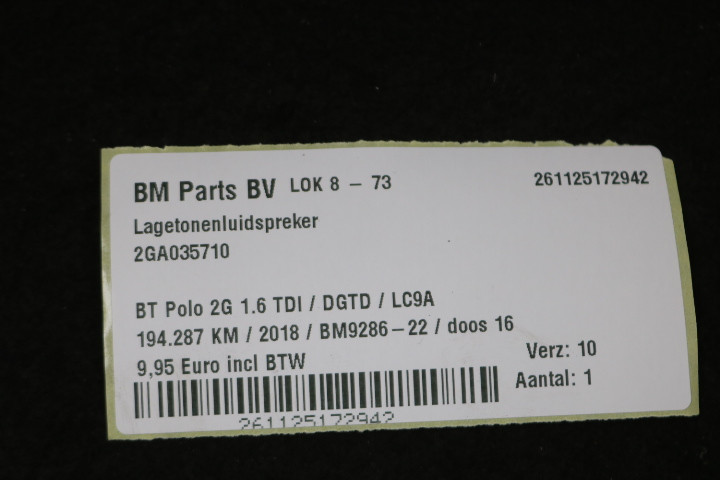 BM Parts BV LOK 8 - 73 261125172942
Lagetonenluidspreker
2GA035710
BT Polo 2G 1.6 TDI / DGTD / LC9A
194.287 KM / 2018 / BM9286-22 / doos 16
9,95 Euro incl BTW
Verz: 10
Aantal: 1
261125172942